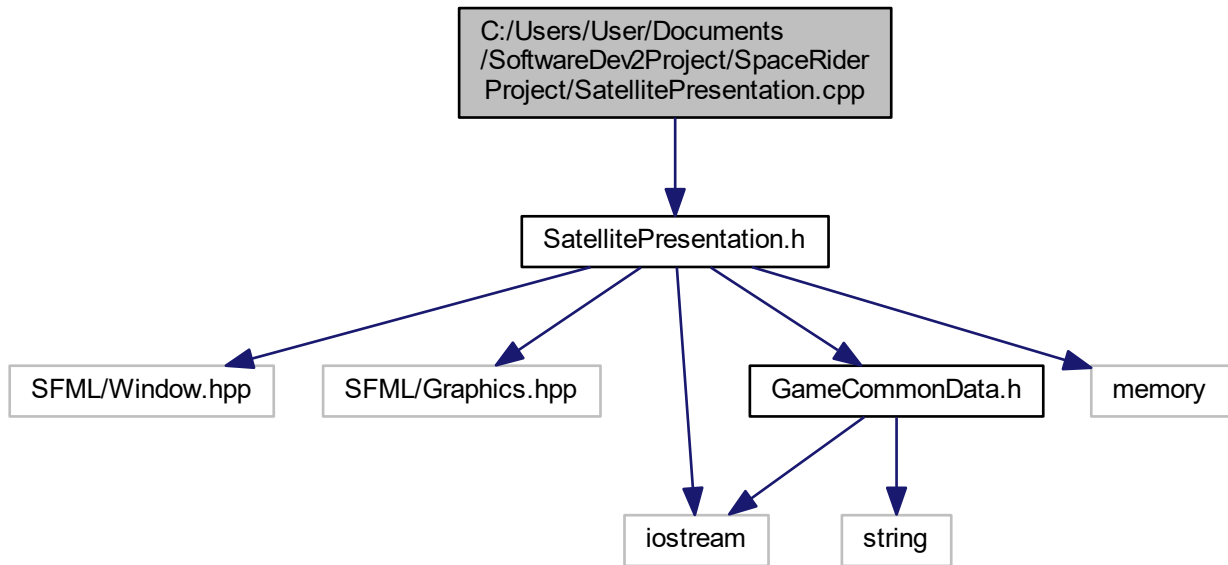 C:/Users/User/Documents
/SoftwareDev2Project/SpaceRider
Project/SatellitePresentation.cpp
SatellitePresentation.h
SFML/Window.hpp
SFML/Graphics.hpp
GameCommonData.h
memory
iostream
string